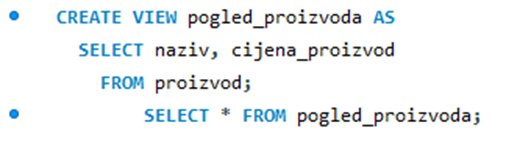 CREATE VIEW pogled_proizvoda AS
SELECT naziv, cijena_proizvod
FROM proizvod;
SELECT * FROM pogled_proizvoda;